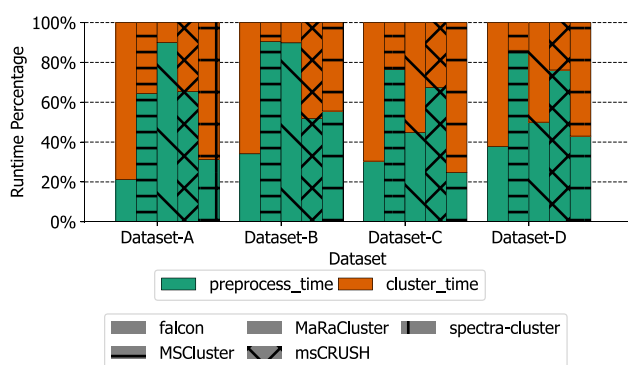 100%
80%
60%
40%
20%
0%
Runtime Percentage
Dataset-A Dataset-B Dataset-C Dataset-D
Dataset
preprocess_time cluster_time
falcon MaRaCluster spectra-cluster
MSCluster msCRUSH